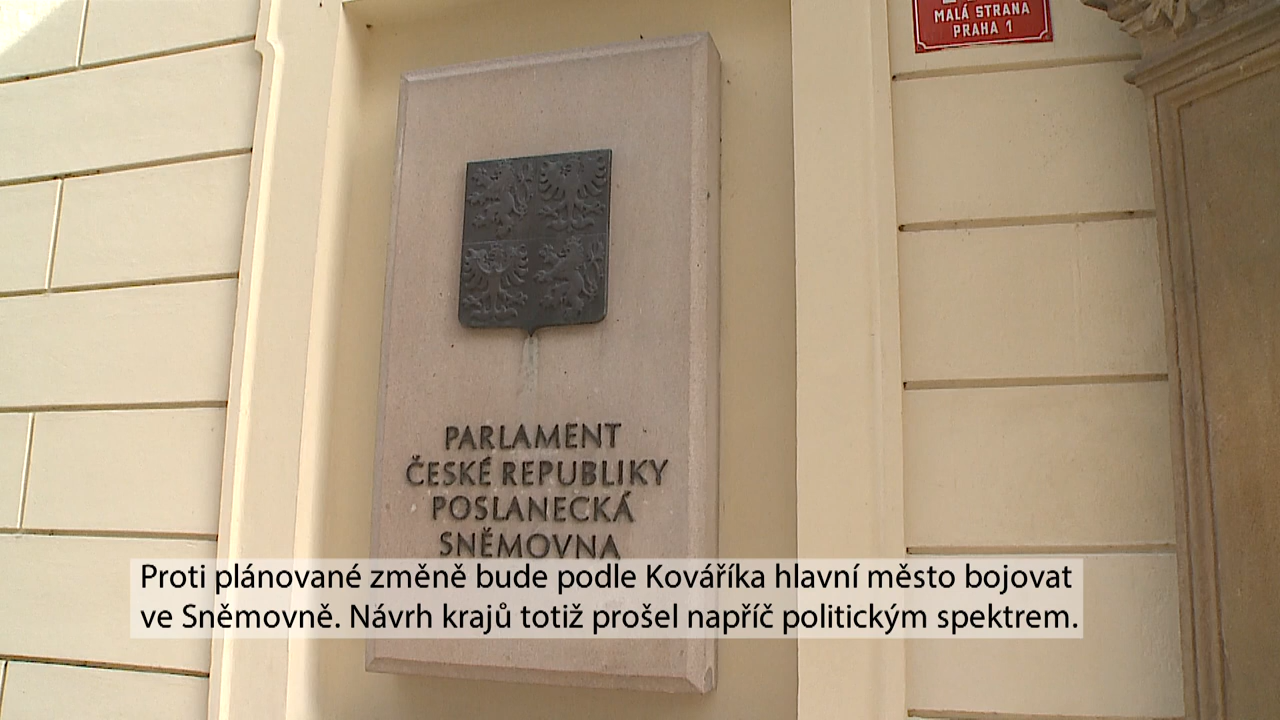 MALÁ STRANA
PRAHA 1
PARLAMENT
ČESKÉ REPUBLIKY
POSLANECKÁ
SNĚMOVNA
Proti plánované změně bude podle Kováříka hlavní město bojovat
ve Sněmovně. Návrh krajů totiž prošel napříč politickým spektrem.